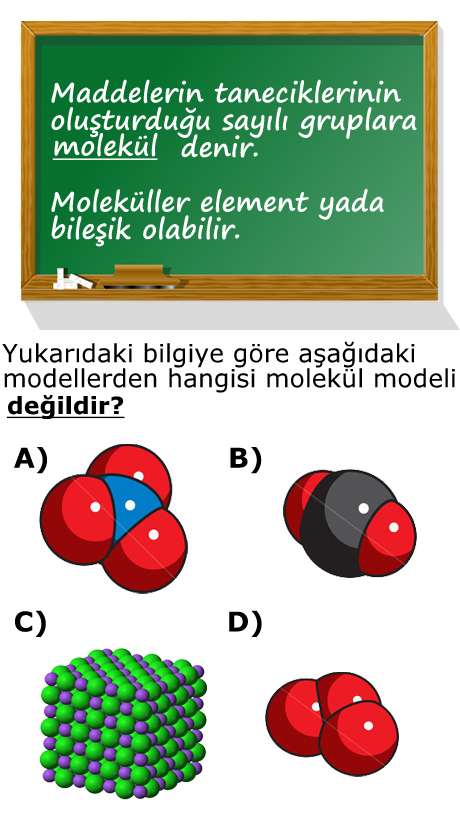 Maddelerin taneciklerinin
oluşturduğu sayılı gruplara
molekül denir.
Moleküller element yada
bileşik olabilir.
Yukarıdaki bilgiye göre aşağıdaki
modellerden hangisi molekül modeli
değildir?
A)
B)
C)
D)